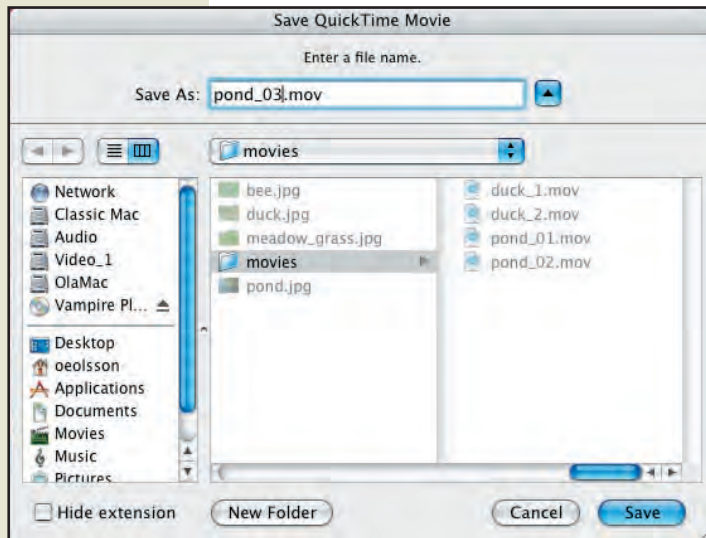 Save QuickTime Movie
Enter a file name.
Save As: pond_03.mov
movies
Network
Classic Mac
Audio
Video_1
OlaMac
Vampire Pl...
Desktop
oeolsson
Applications
Documents
Movies
Music
Pictures
bee.jpg
duck.jpg
meadow_grass.jpg
movies
pond.jpg
duck_1.mov
duck_2.mov
pond_01.mov
pond_02.mov
Hide extension
New Folder
Cancel
Save